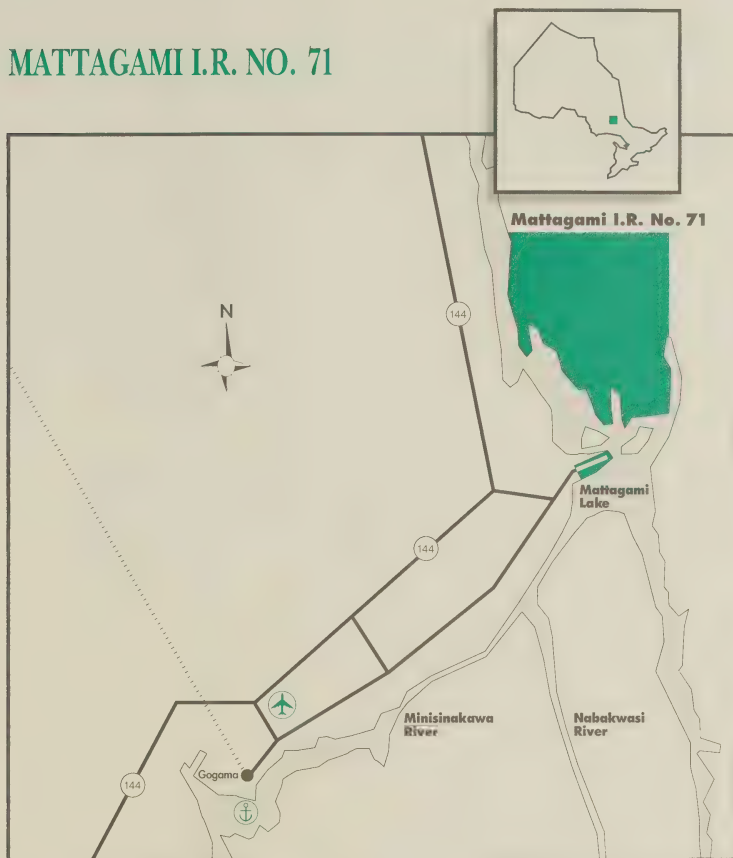 MATTAGAMI I.R. NO. 71
Mattagami I.R. No. 71
N
144
Mattagami
Lake
144
Minisinakawa
River
Nabakwasi
River
Gogama
144